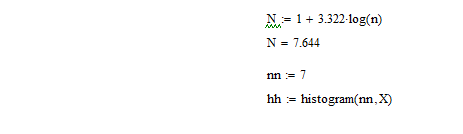 N := 1 + 3.322·log(n)
N = 7.644
nn := 7
hh := histogram(nn,X)